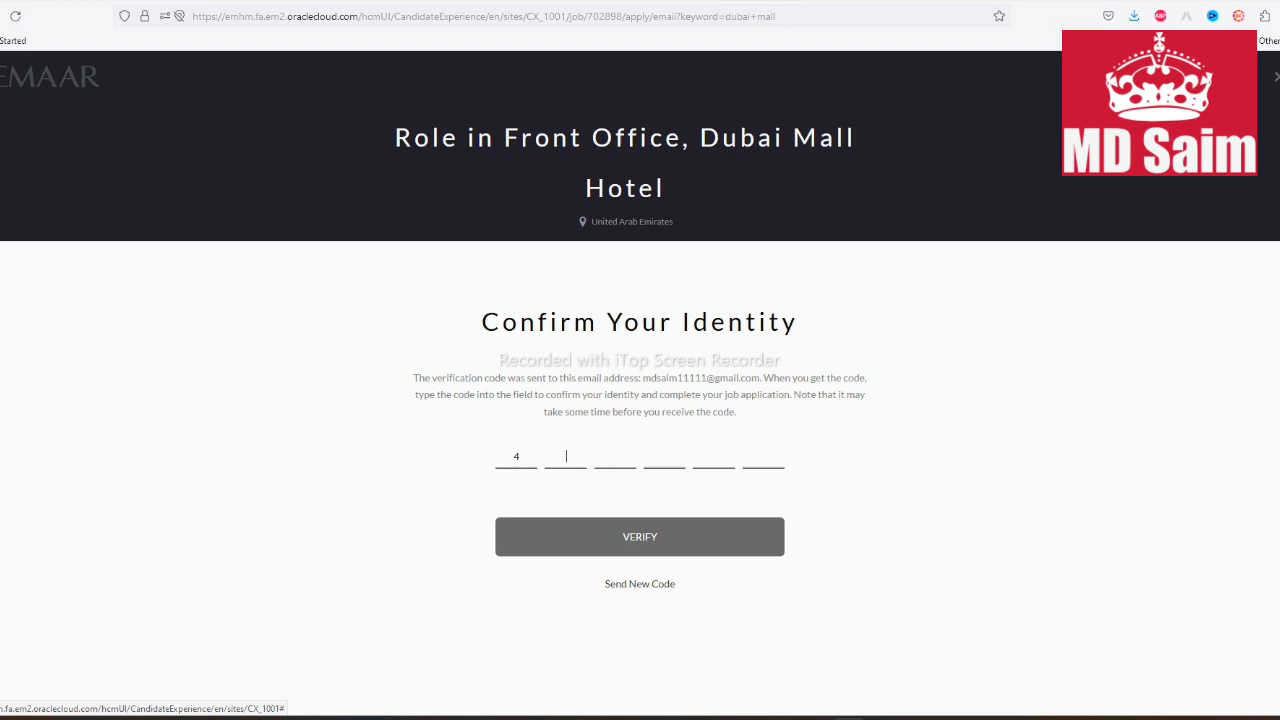 https://emhm.fa.em2.oraclecloud.com/hcmUI/CandidateExperience/en/sites/CX_1001/job/702898/apply/email?keyword=dubai+mall
ABP
Started
Other
EMAAR
MD Saim
Role in Front Office, Dubai Mall
Hotel
United Arab Emirates
Confirm Your Identity
Recorded with iTop Screen Recorder
The verification code was sent to this email address: mdsaim11111@gmail.com. When you get the code,
type the code into the field to confirm your identity and complete your job application. Note that it may
take some time before you receive the code.
4
VERIFY
Send New Code
m.fa.em2.oraclecloud.com/hcmUI/CandidateExperience/en/sites/CX_1001#